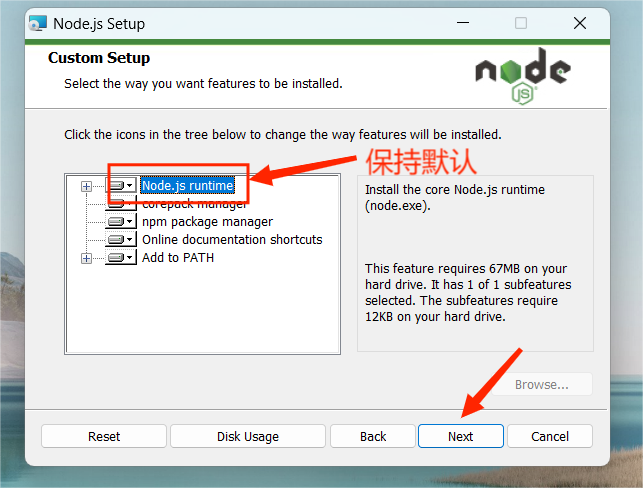 Node.js Setup
Custom Setup
Select the way you want features to be installed.
node
JS
Click the icons in the tree below to change the way features will be installed.
保持默认
Node.js runtime
corepack manager
npm package manager
Online documentation shortcuts
Add to PATH
Install the core Node.js runtime
(node.exe).
This feature requires 67MB on your
hard drive. It has 1 of 1 subfeatures
selected. The subfeatures require
12KB on your hard drive.
Browse...
Reset
Disk Usage
Back
Next
Cancel